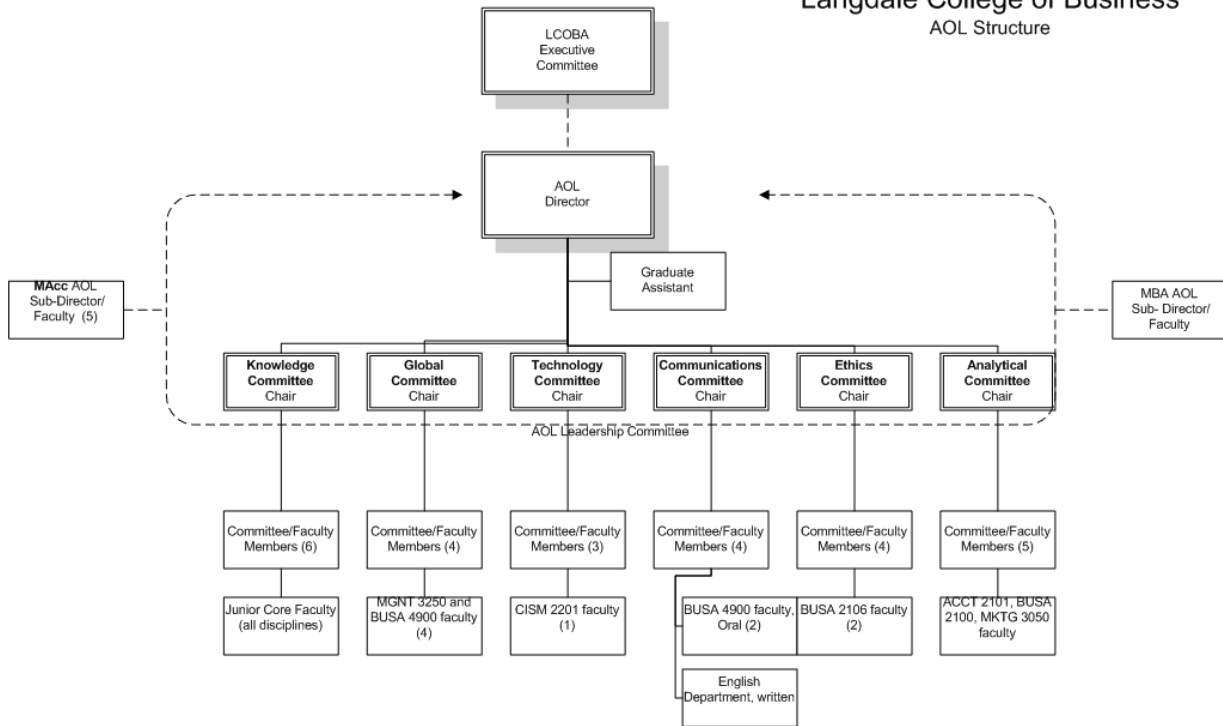 Langdale College of Business
AOL Structure
LCOBA
Executive
Committee
AOL
Director
Graduate
Assistant
MAcc AOL
Sub-Director/
Faculty (5)
MBA AOL
Sub- Director/
Faculty
Knowledge
Committee
Chair
Global
Committee
Chair
Technology
Committee
Chair
Communications
Committee
Chair
Ethics
Committee
Chair
Analytical
Committee
Chair
AOL Leadership Committee
Committee/Faculty
Members (6)
Committee/Faculty
Members (4)
Committee/Faculty
Members (3)
Committee/Faculty
Members (4)
Committee/Faculty
Members (4)
Committee/Faculty
Members (5)
Junior Core Faculty
(all disciplines)
MGNT 3250 and
BUSA 4900 faculty
(4)
CISM 2201 faculty
(1)
BUSA 4900 faculty,
Oral (2)
BUSA 2106 faculty
(2)
ACCT 2101, BUSA
2100, MKTG 3050
faculty
English
Department, written